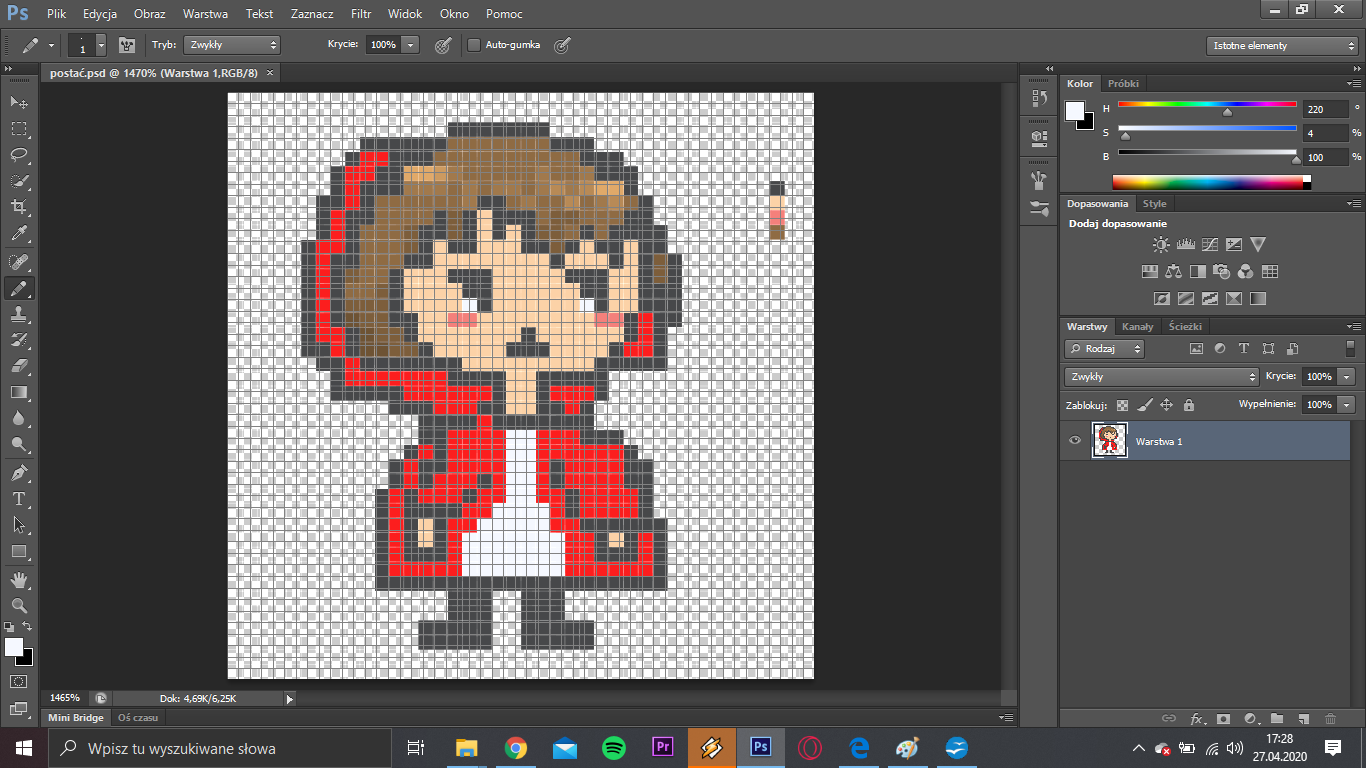 Ps Plik Edycja Obraz Warstwa Tekst Zaznacz Filtr Widok Okno Pomoc
1 Tryb: Zwykły Krycie: 100% Auto-gumka Istotne elementy
postać.psd @ 1470% (Warstwa 1,RGB/8) ×
Kolor Próbki
H 220 °
S 4 %
B 100 %
Dopasowania Style
Dodaj dopasowanie
Warstwy Kanały Ścieżki
Rodzaj T
Zwykły Krycie: 100%
Zablokuj: Wypełnienie: 100%
Warstwa 1
T
1465% Dok: 4,69K/6,25K
Mini Bridge Oś czasu
fx
Wpisz tu wyszukiwane słowa
Pr Ps
17:28
27.04.2020